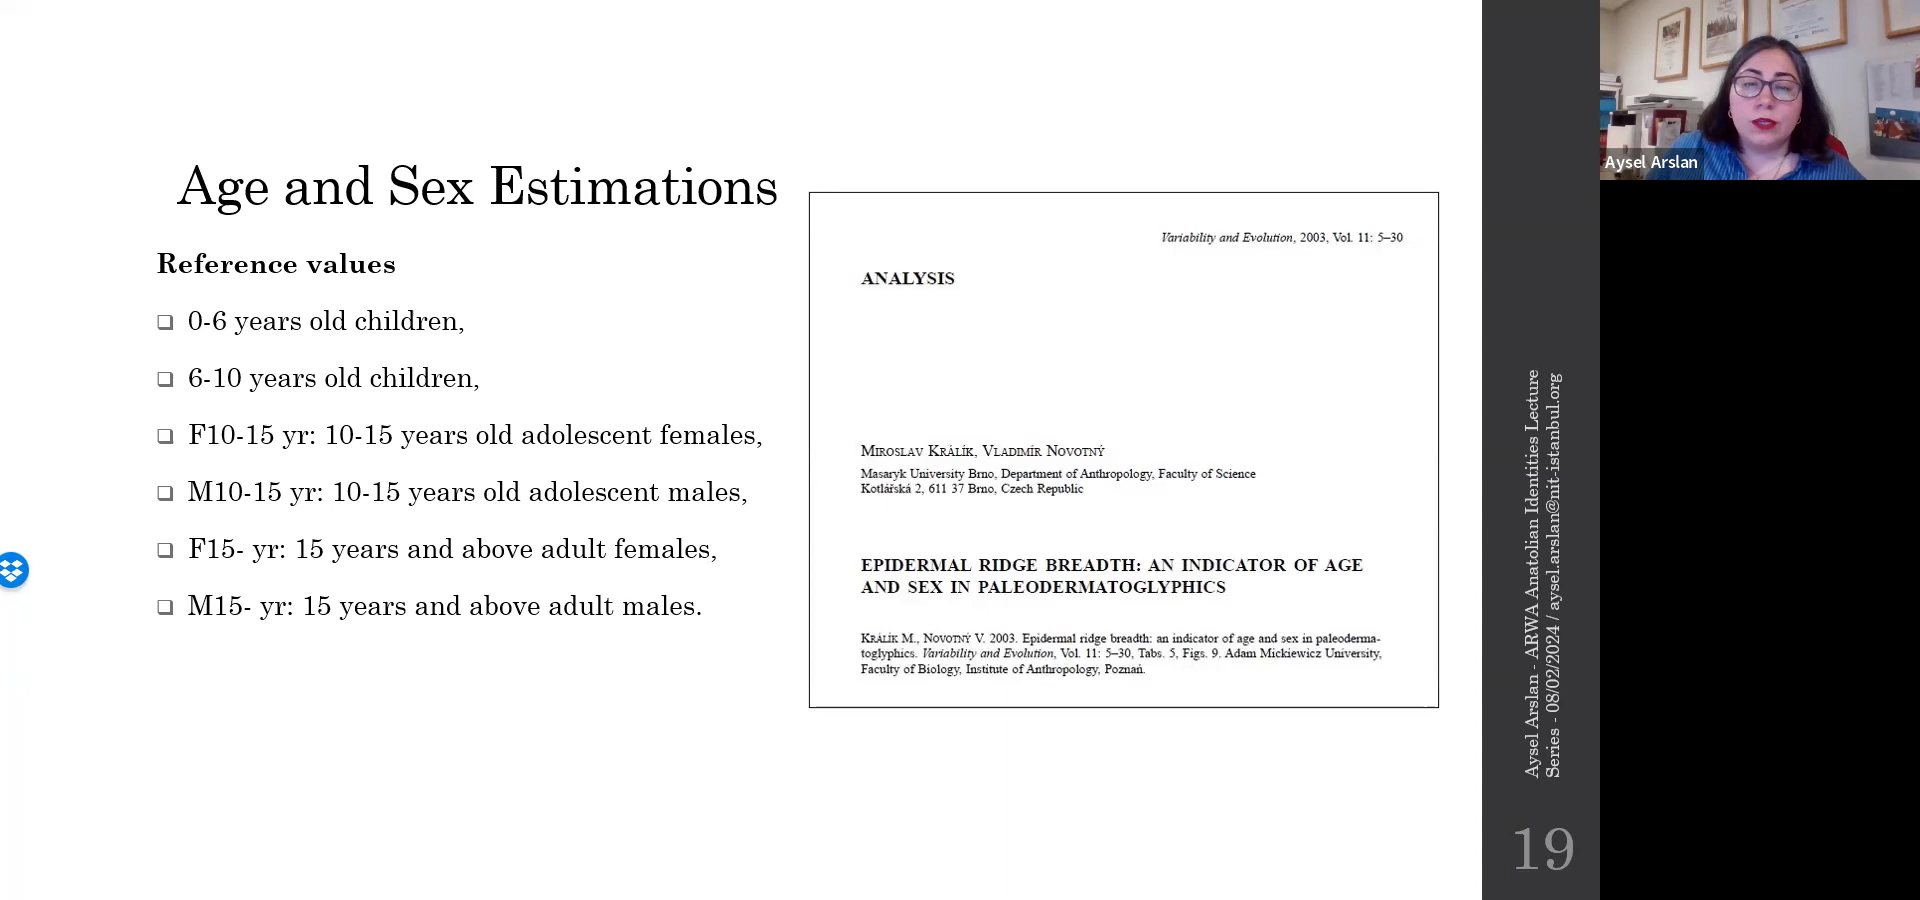 Age and Sex Estimations
Reference values
0-6 years old children,
6-10 years old children,
F10-15 yr: 10-15 years old adolescent females,
M10-15 yr: 10-15 years old adolescent males,
F15- yr: 15 years and above adult females,
M15- yr: 15 years and above adult males.
Variability and Evolution, 2003, Vol. 11: 5–30
ANALYSIS
MIROSLAV KRÁLÍK, VLADIMÍR NOVOTNÝ
Masaryk University Brno, Department of Anthropology, Faculty of Science
Kotlářská 2, 611 37 Brno, Czech Republic
EPIDERMAL RIDGE BREADTH: AN INDICATOR OF AGE
AND SEX IN PALEODERMATOGLYPHICS
KRÁLÍK M., NOVOTNÝ V. 2003. Epidermal ridge breadth: an indicator of age and sex in paleoderma-
toglyphics. Variability and Evolution, Vol. 11: 5–30, Tabs. 5, Figs. 9. Adam Mickiewicz University,
Faculty of Biology, Institute of Anthropology, Poznań.
Aysel Arslan - ARWA Anatolian Identities Lecture
Series - 08/02/2024 / aysel.arslan@nit-istanbul.org
19
Aysel Arslan